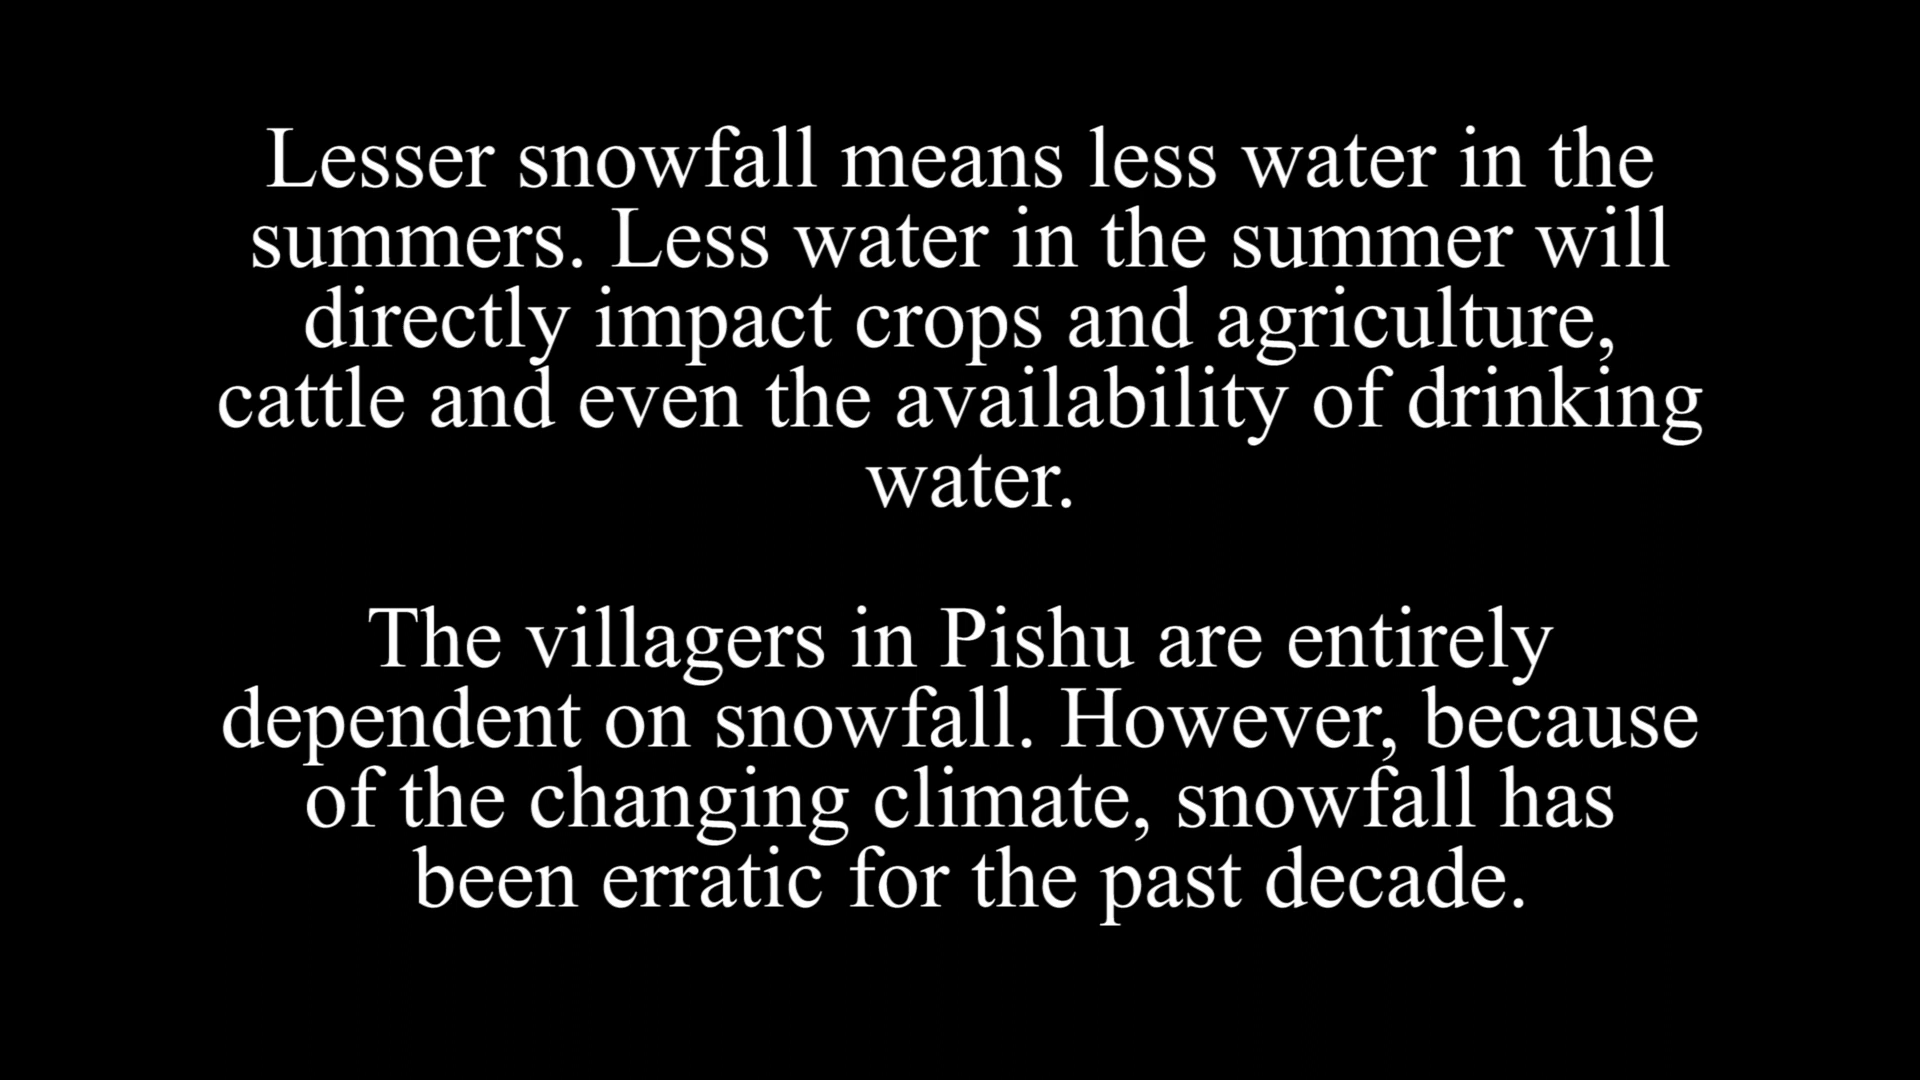 Lesser snowfall means less water in the
summers. Less water in the summer will
directly impact crops and agriculture,
cattle and even the availability of drinking
water.
The villagers in Pishu are entirely
dependent on snowfall. However, because
of the changing climate, snowfall has
been erratic for the past decade.